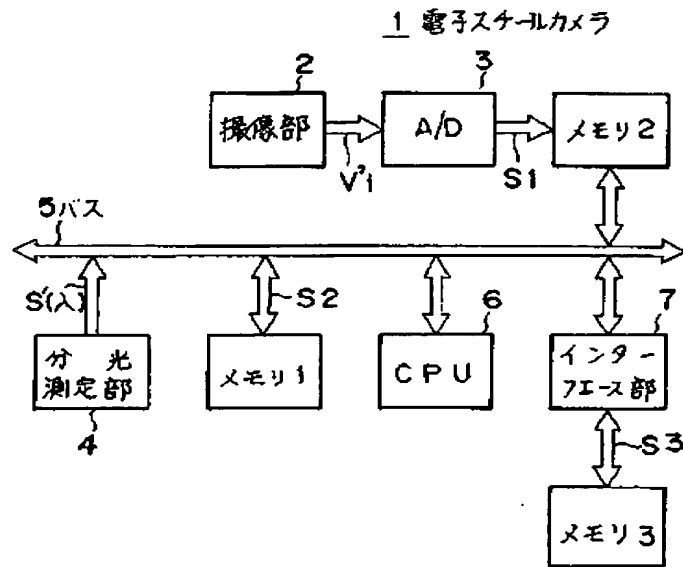 1 電子スチールカメラ
2
3
撮像部
A/D
メモリ2
V'i
S1
5バス
S'(λ)
S2
6
7
分光
測定部
メモリ1
CPU
インター
フエース部
4
S3
メモリ3